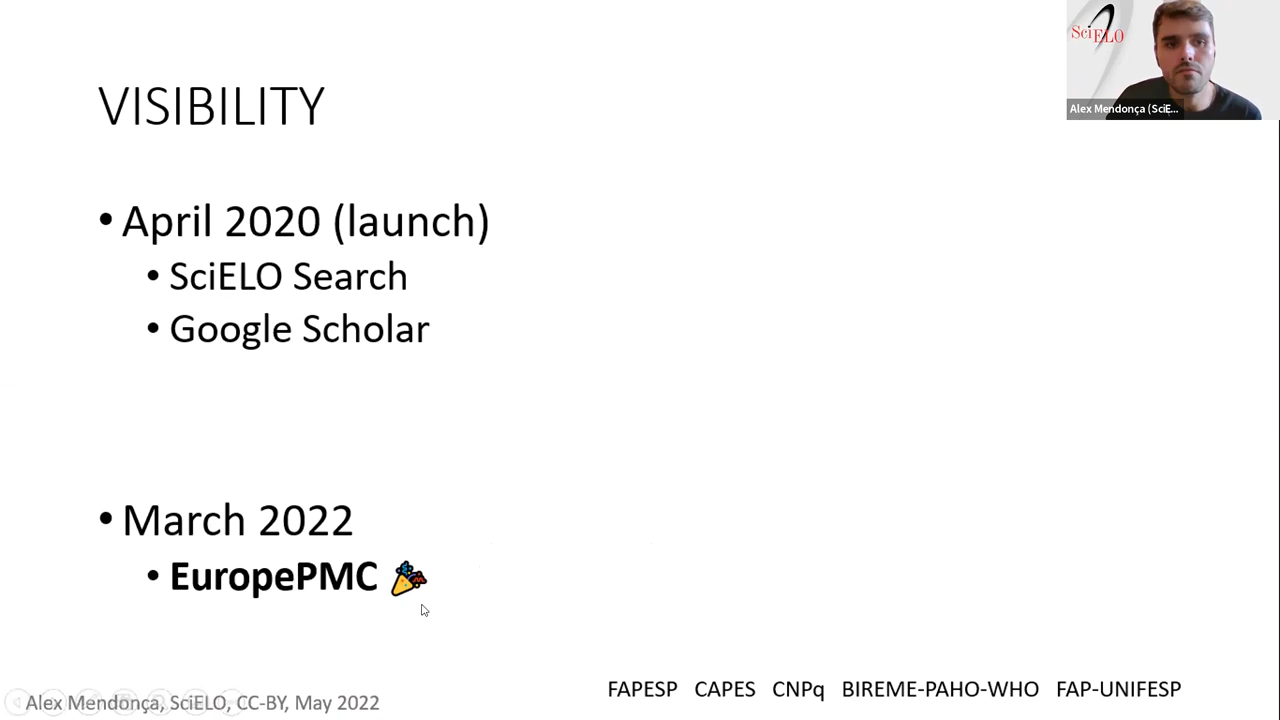 SciELO
Alex Mendonça (SciE...
VISIBILITY
• April 2020 (launch)
• SciELO Search
• Google Scholar
• March 2022
• EuropePMC 🎉
Alex Mendonça, SciELO, CC-BY, May 2022
FAPESP CAPES CNPq BIREME-PAHO-WHO FAP-UNIFESP